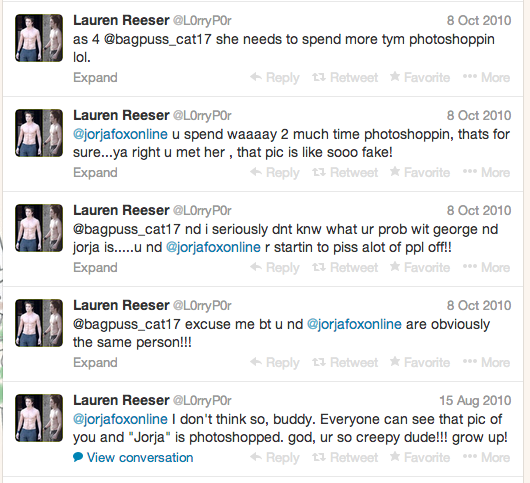 Lauren Reeser @L0rryP0r 8 Oct 2010
as 4 @bagpuss_cat17 she needs to spend more tym photoshoppin
lol.
Expand Reply Retweet Favorite More
Lauren Reeser @L0rryP0r 8 Oct 2010
@jorjafoxonline u spend waaaay 2 much time photoshoppin, thats for
sure...ya right u met her , that pic is like sooo fake!
Expand Reply Retweet Favorite More
Lauren Reeser @L0rryP0r 8 Oct 2010
@bagpuss_cat17 nd i seriously dnt knw what ur prob wit george nd
jorja is.....u nd @jorjafoxonline r startin to piss alot of ppl off!!
Expand Reply Retweet Favorite More
Lauren Reeser @L0rryP0r 8 Oct 2010
@bagpuss_cat17 excuse me bt u nd @jorjafoxonline are obviously
the same person!!!
Expand Reply Retweet Favorite More
Lauren Reeser @L0rryP0r 15 Aug 2010
@jorjafoxonline I don't think so, buddy. Everyone can see that pic of
you and "Jorja" is photoshopped. god, ur so creepy dude!!! grow up!
View conversation Reply Retweet Favorite More